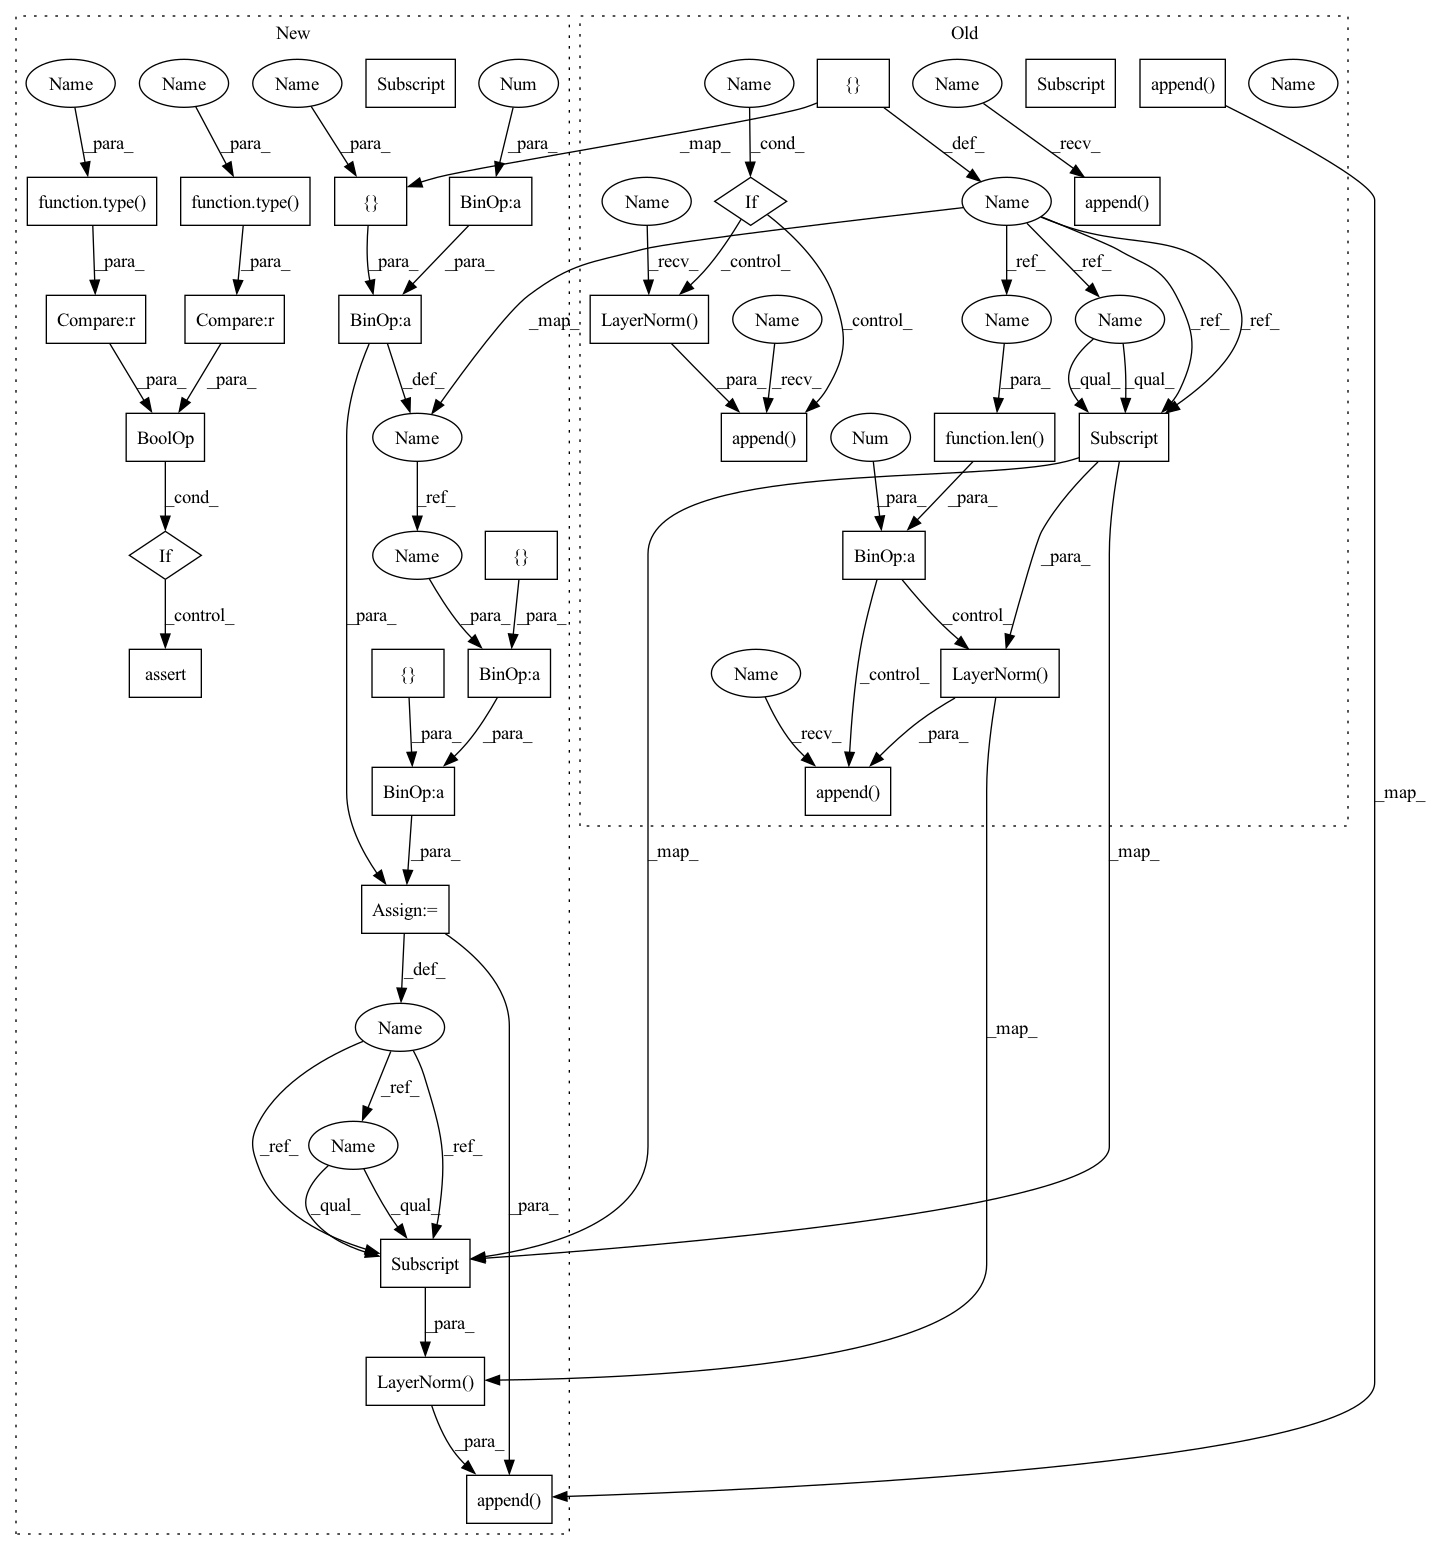 New
Old
Name
Name
Name
Subscript
Num
Name
{}
Name
Subscript
append()
Name
_para_
_para_
_para_
_para_
_map_
_cond_
_def_
_recv_
function.type()
function.type()
{}
BinOp:a
Name
If
Name
append()
_para_
_para_
_para_
_para_
_recv_
_control_
_ref_
_ref_
Compare:r
Compare:r
BinOp:a
_map_
LayerNorm()
Name
_control_
Name
Name
_ref_
_ref_
_para_
_para_
_def_
_para_
_recv_
_para_
_qual_
_qual_
BoolOp
Name
append()
Num
function.len()
Subscript
_cond_
_ref_
_para_
_para_
If
Name
{}
BinOp:a
_para_
_control_
_para_
_para_
_para_
_control_
assert
{}
BinOp:a
Name
_control_
LayerNorm()
_para_
_para_
_recv_
_para_
BinOp:a
append()
_map_
_para_
_map_
_map_
Assign:=
_def_
Name
_map_
_ref_
Name
_ref_
_ref_
_qual_
_qual_
_para_
Subscript
_para_
LayerNorm()
_para_
append()